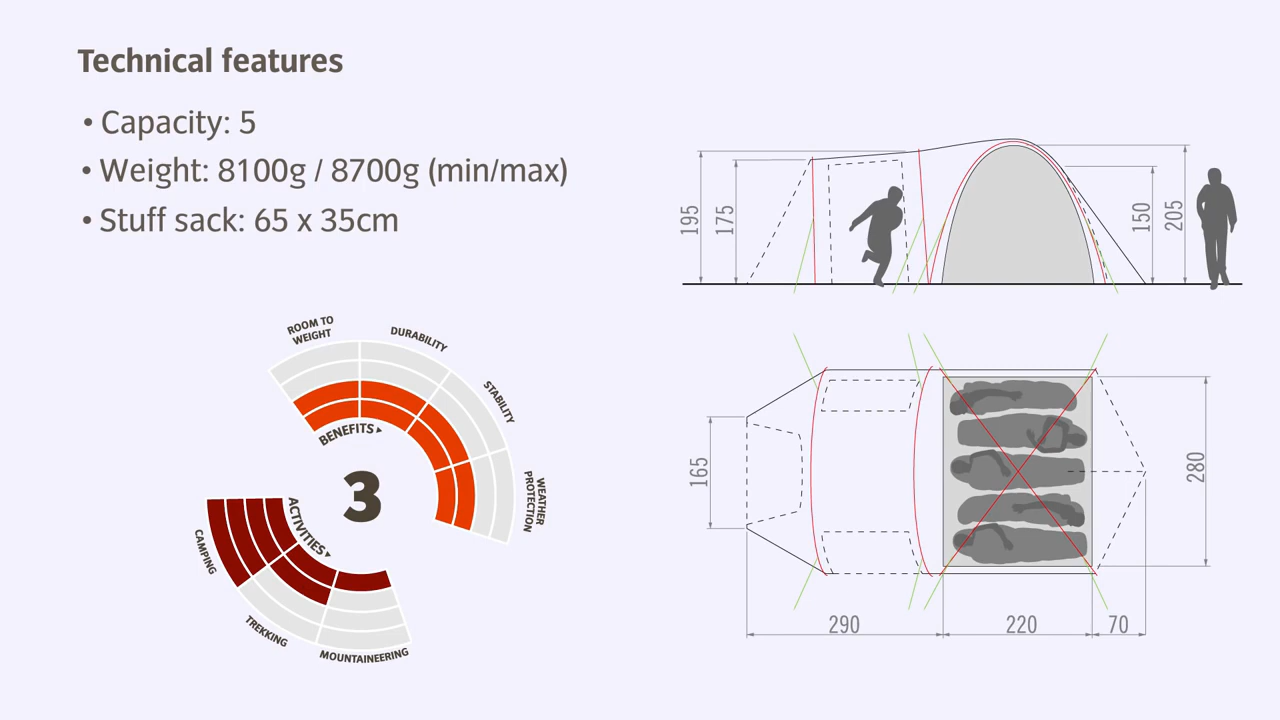 Technical features
• Capacity: 5
• Weight: 8100g / 8700g (min/max)
• Stuff sack: 65 x 35cm
195
175
150
205
ROOM TO
WEIGHT
DURABILITY
STABILITY
WEATHER
PROTECTION
BENEFITS
3
ACTIVITIES
CAMPING
TREKKING
MOUNTAINEERING
165
280
290
220
70